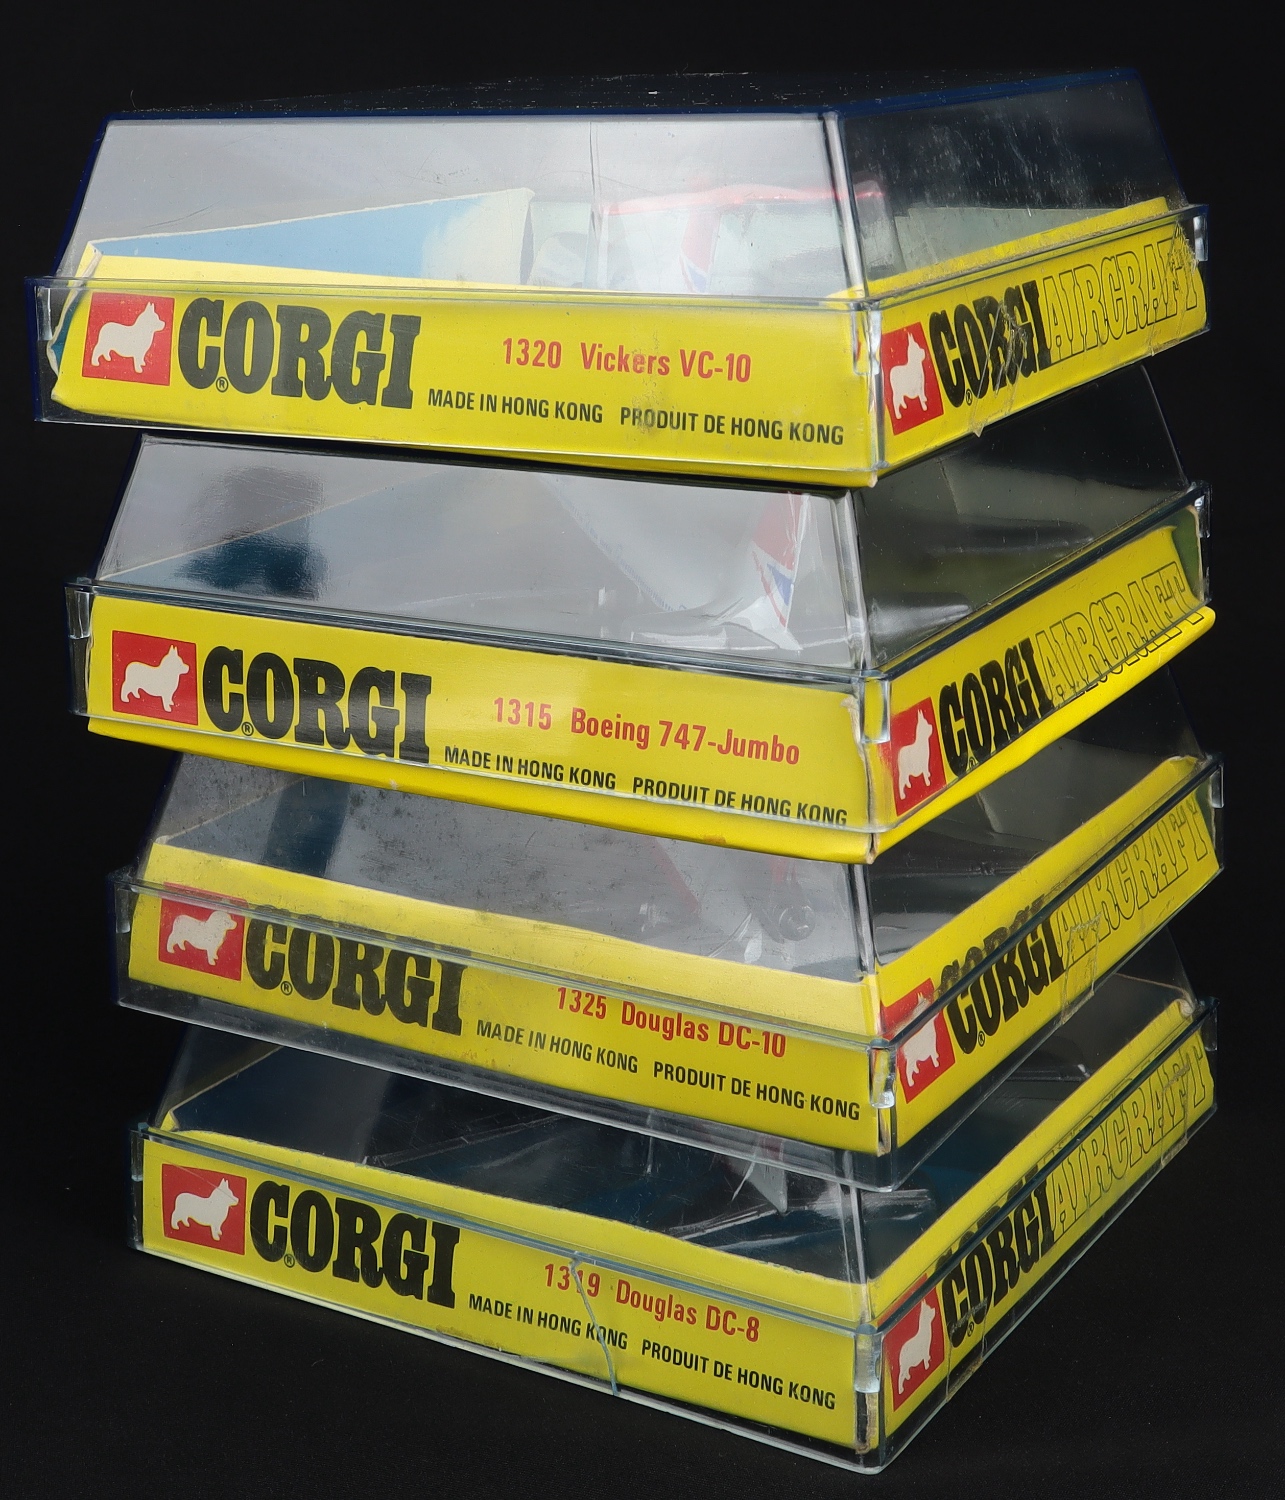 CORGI ® 1320 Vickers VC-10
MADE IN HONG KONG PRODUIT DE HONG KONG
CORGI ® AIRCRAFT
CORGI ® 1315 Boeing 747-Jumbo
MADE IN HONG KONG PRODUIT DE HONG KONG
CORGI ® AIRCRAFT
CORGI ® 1325 Douglas DC-10
MADE IN HONG KONG PRODUIT DE HONG KONG
CORGI ® AIRCRAFT
CORGI ® 1319 Douglas DC-8
MADE IN HONG KONG PRODUIT DE HONG KONG
CORGI ® AIRCRAFT